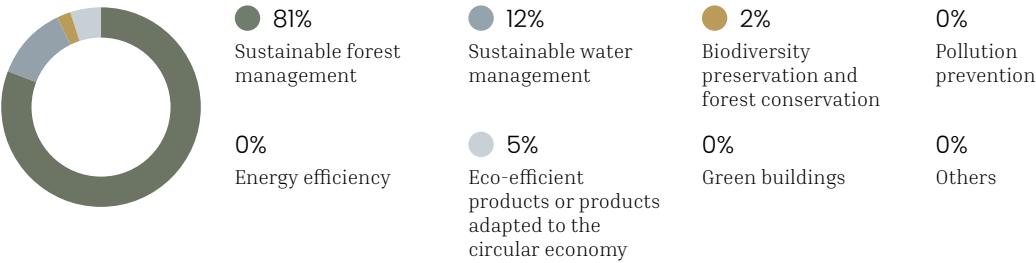 81%
Sustainable forest
management
12%
Sustainable water
management
2%
Biodiversity
preservation and
forest conservation
0%
Pollution
prevention
0%
Energy efficiency
5%
Eco-efficient
products or products
adapted to the
circular economy
0%
Green buildings
0%
Others